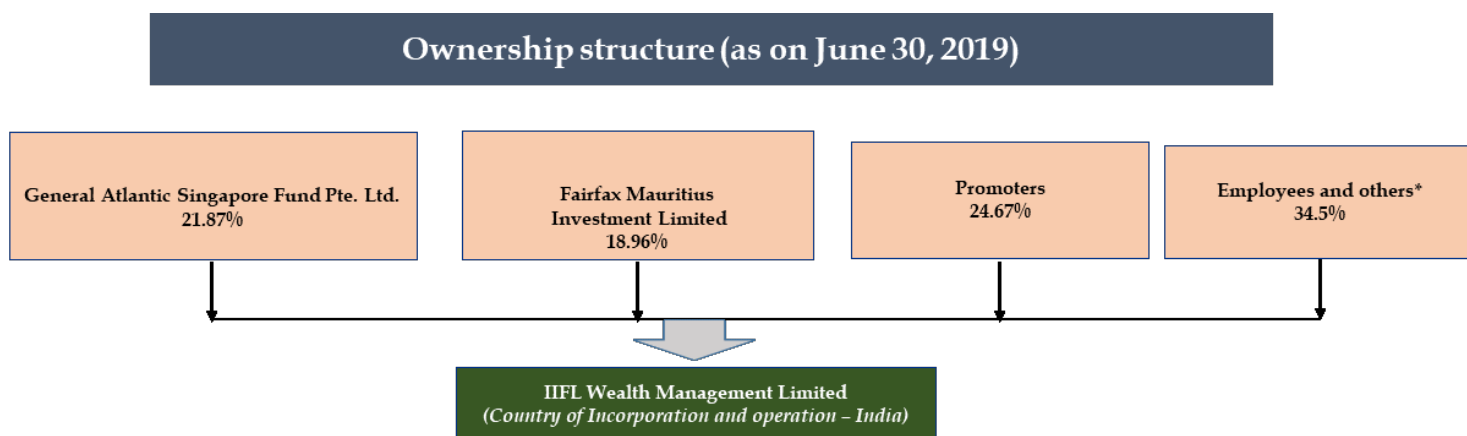 Ownership structure (as on June 30, 2019)
General Atlantic Singapore Fund Pte. Ltd.
21.87%
Fairfax Mauritius
Investment Limited
18.96%
Promoters
24.67%
Employees and others*
34.5%
IIFL Wealth Management Limited
(Country of Incorporation and operation – India)